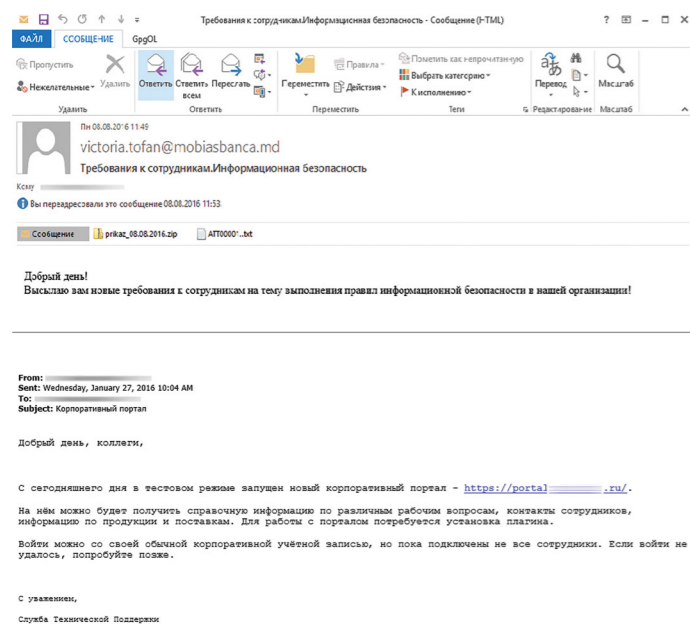 Требования к сотрудникам.Информационная безопасность - Сообщение (HTML)
ФАЙЛ СООБЩЕНИЕ GpgOL
Пропустить
Нежелательные
Удалить
Ответить Ответить всем Переслать
Переместить
Правила
Действия
Пометить как непрочитанную
Выбрать категорию
К исполнению
Перевод
Масштаб
Удалить Ответить Переместить Теги Редактирование Масштаб
Пн 08.08.2016 11:49
victoria.tofan@mobiasbanca.md
Требования к сотрудникам.Информационная безопасность
Кому
Вы переадресовали это сообщение 08.08.2016 11:53.
Сообщение prikaz_08.08.2016.zip
Добрый день!
Высылаю вам новые требования к сотрудникам на тему выполнения правил информационной безопасности в нашей организации!
From:
Sent: Wednesday, January 27, 2016 10:04 AM
To:
Subject: Корпоративный портал
Добрый день, коллеги,
С сегодняшнего дня в тестовом режиме запущен новый корпоративный портал – https://portal .ru/.
На нём можно будет получить справочную информацию по различным рабочим вопросам, контакты сотрудников,
информацию по продукции и поставкам. Для работы с порталом потребуется установка плагина.
Войти можно со своей обычной корпоративной учётной записью, но пока подключены не все сотрудники. Если войти не
удалось, попробуйте позже.
С уважением,
Служба Технической Поддержки